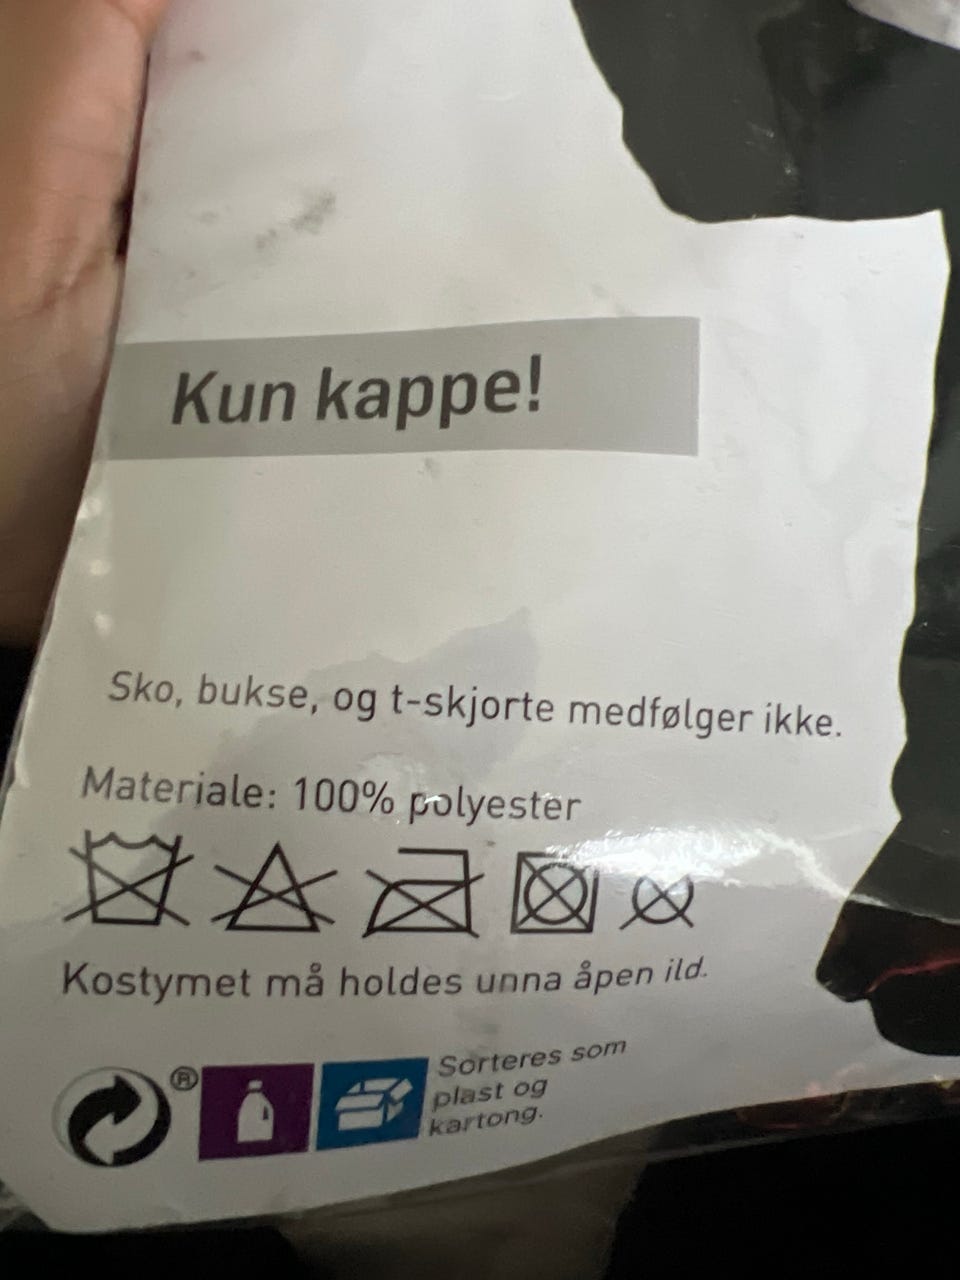 Kun kappe!
Sko, bukse, og t-skjorte medfølger ikke.
Materiale: 100% polyester
Kostymet må holdes unna åpen ild.
®
Sorteres som
plast og
kartong.